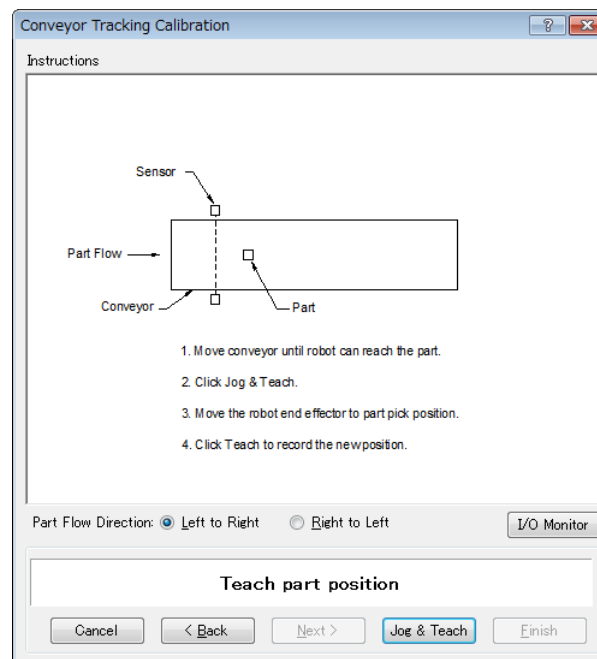 Conveyor Tracking Calibration
Instructions
Sensor
Part Flow
Conveyor
Part
1. Move conveyor until robot can reach the part.
2. Click Jog & Teach.
3. Move the robot end effector to part pick position.
4. Click Teach to record the new position.
Part Flow Direction: Left to Right Right to Left I/O Monitor
Teach part position
Cancel < Back Next > Jog & Teach Finish